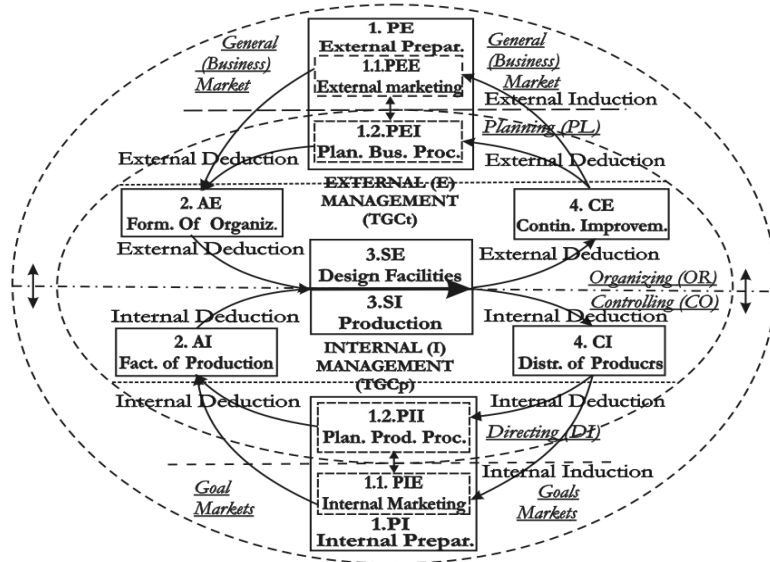 1. PE
External Prepar.
General
(Business)
Market
General
(Business)
Market
1.1.PEE
External marketing
External Induction
1.2.PEI
Plan. Bus. Proc.
Planning (PL)
External Deduction
External Deduction
EXTERNAL (E)
MANAGEMENT
(TGCt)
2. AE
Form. Of Organiz.
4. CE
Contin. Improvem.
External Deduction
External Deduction
3.SE
Design Facilities
Organizing (OR)
3.SI
Production
Controlling (CO)
Internal Deduction
Internal Deduction
2. AI
Fact. of Production
4. CI
Distr. of Producrs
INTERNAL (I)
MANAGEMENT
(TGCp)
Internal Deduction
Internal Deduction
1.2.PII
Plan. Prod. Proc.
Directing (DI)
Internal Induction
1.1. PIE
Internal Marketing
Goal
Markets
Goals
Markets
1.PI
Internal Prepar.